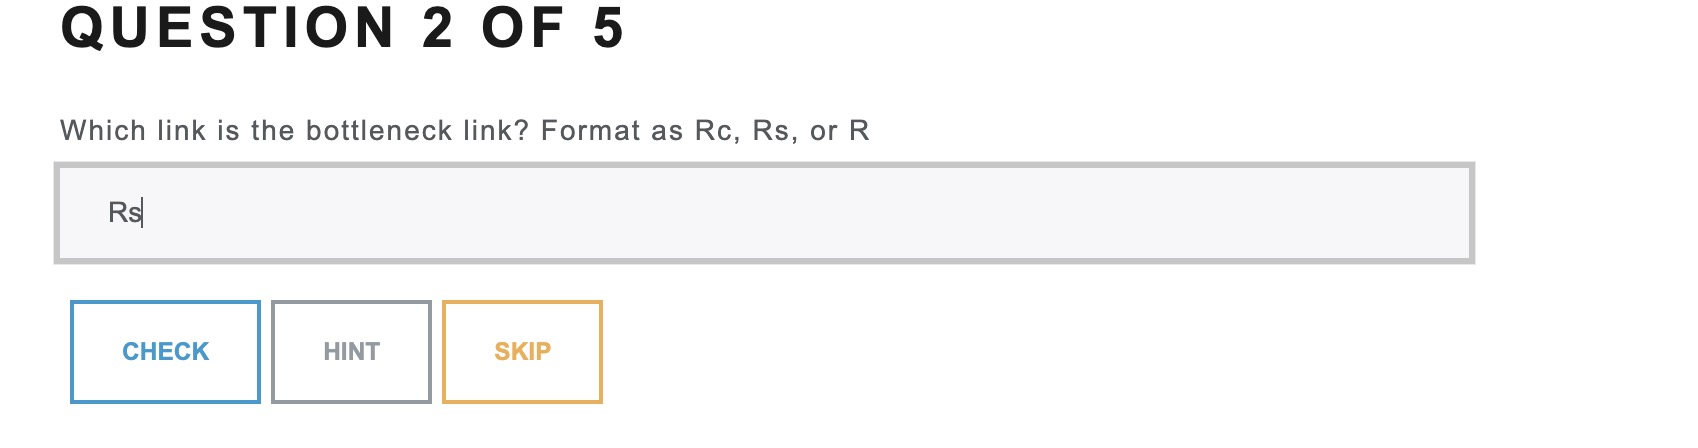 QUESTION 2 OF 5
Which link is the bottleneck link? Format as Rc, Rs, or R
Rs
CHECK HINT SKIP